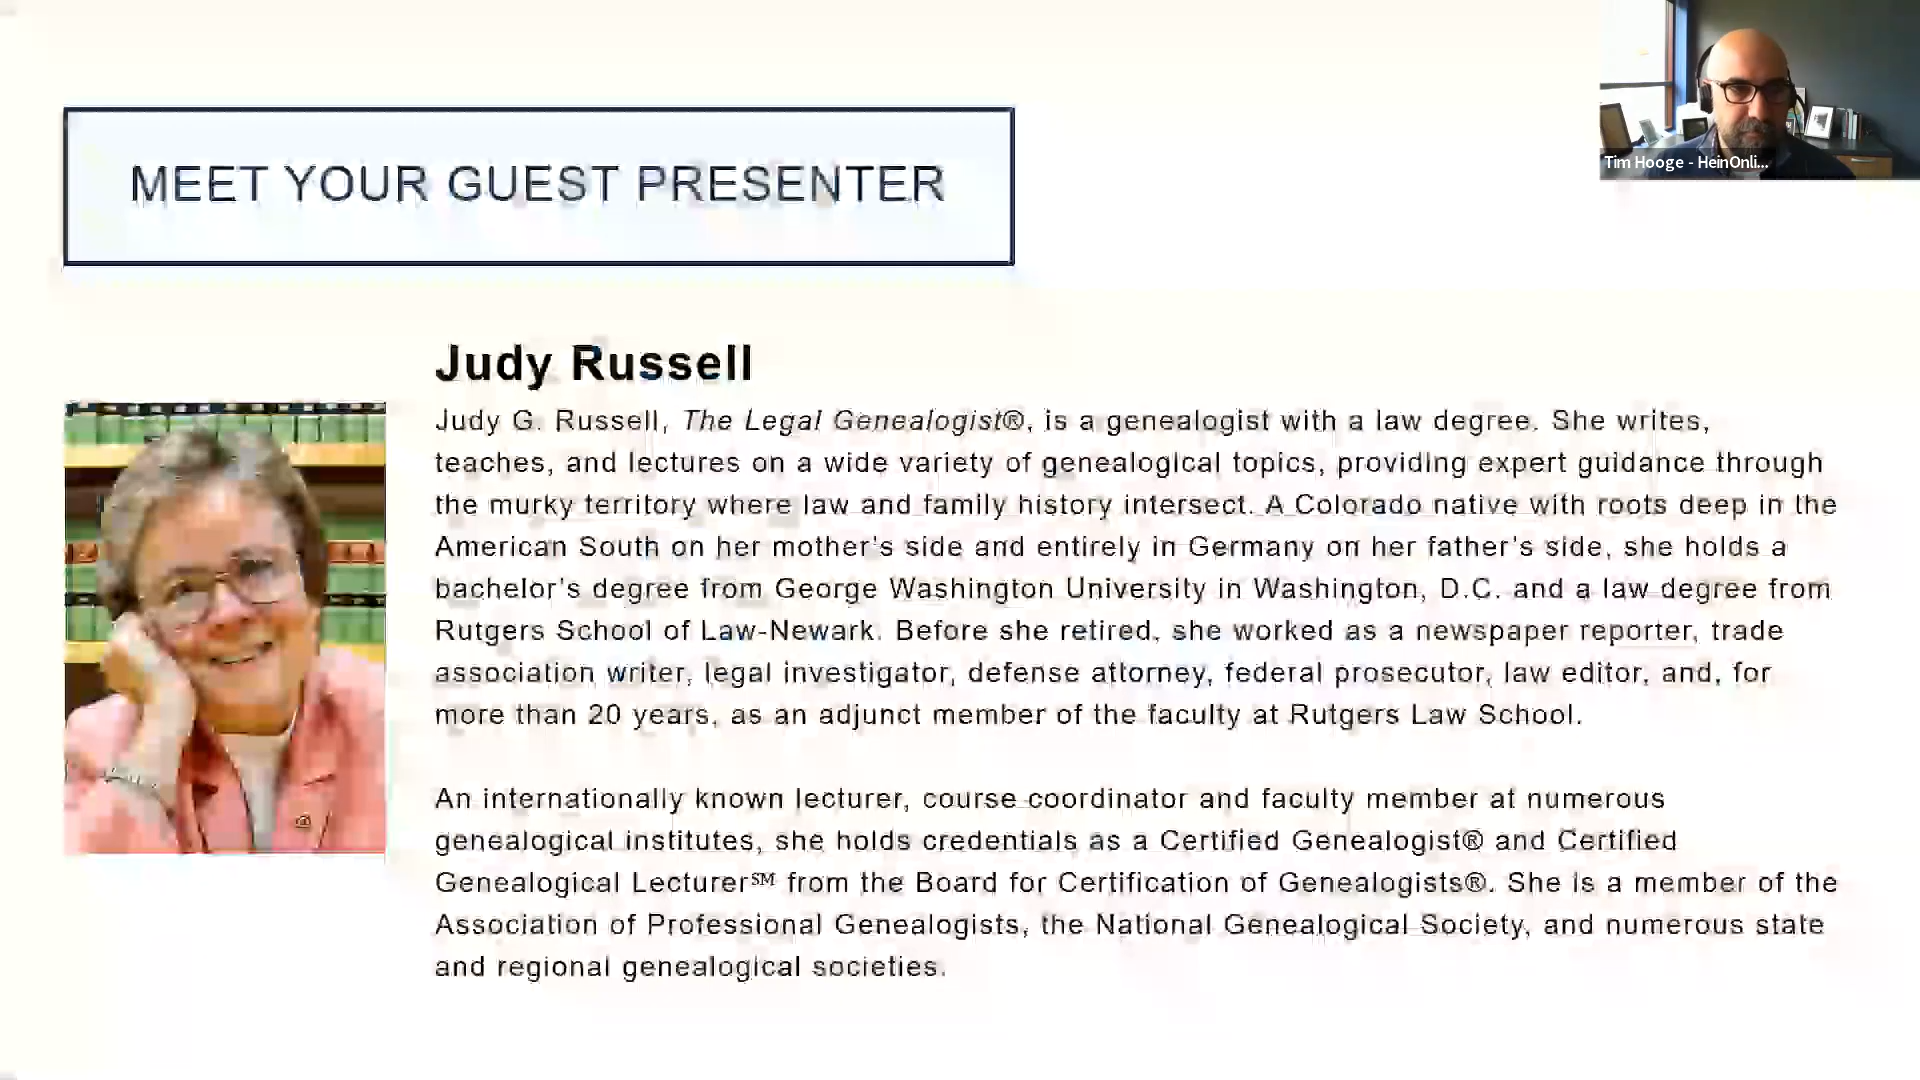 MEET YOUR GUEST PRESENTER
Tim Hooge - HeinOnli...
Judy Russell
Judy G. Russell, The Legal Genealogist®, is a genealogist with a law degree. She writes,
teaches, and lectures on a wide variety of genealogical topics, providing expert guidance through
the murky territory where law and family history intersect. A Colorado native with roots deep in the
American South on her mother's side and entirely in Germany on her father's side, she holds a
bachelor's degree from George Washington University in Washington, D.C. and a law degree from
Rutgers School of Law-Newark. Before she retired, she worked as a newspaper reporter, trade
association writer, legal investigator, defense attorney, federal prosecutor, law editor, and, for
more than 20 years, as an adjunct member of the faculty at Rutgers Law School.
An internationally known lecturer, course coordinator and faculty member at numerous
genealogical institutes, she holds credentials as a Certified Genealogist® and Certified
Genealogical Lecturer℠ from the Board for Certification of Genealogists®. She is a member of the
Association of Professional Genealogists, the National Genealogical Society, and numerous state
and regional genealogical societies.